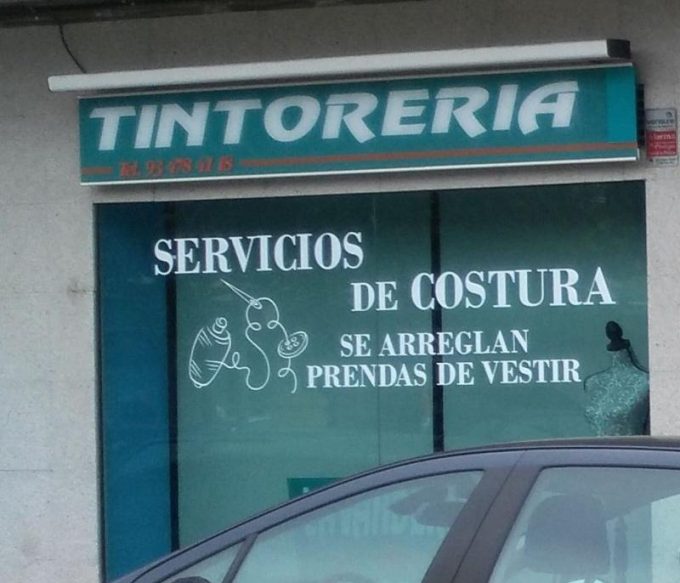 TINTORERIA
SERVICIOS
DE COSTURA
SE ARREGLAN
PRENDAS DE VESTIR